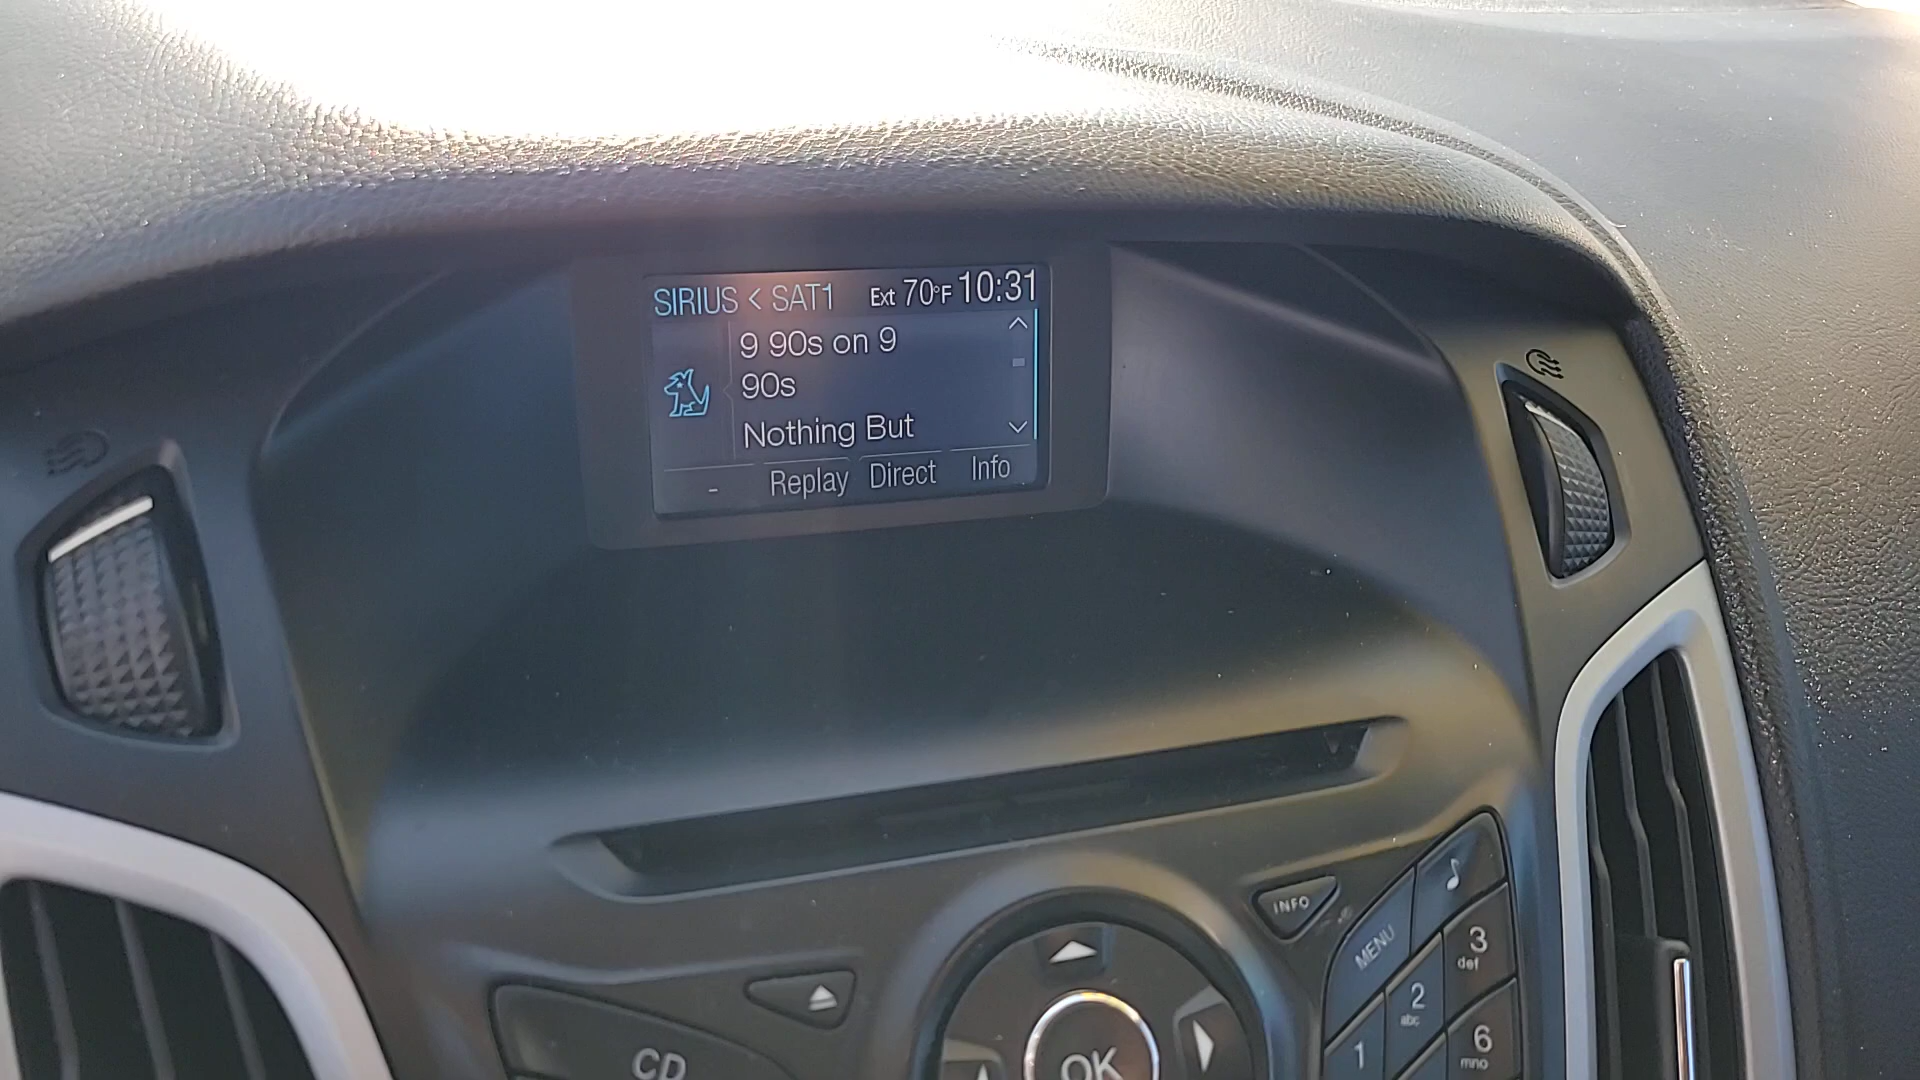 SIRIUS < SAT1 Ext 70°F 10:31
9 90s on 9
90s
Nothing But
- Replay Direct Info
INFO
MENU
3
def
2
abc
1
6
mno
CD
OK